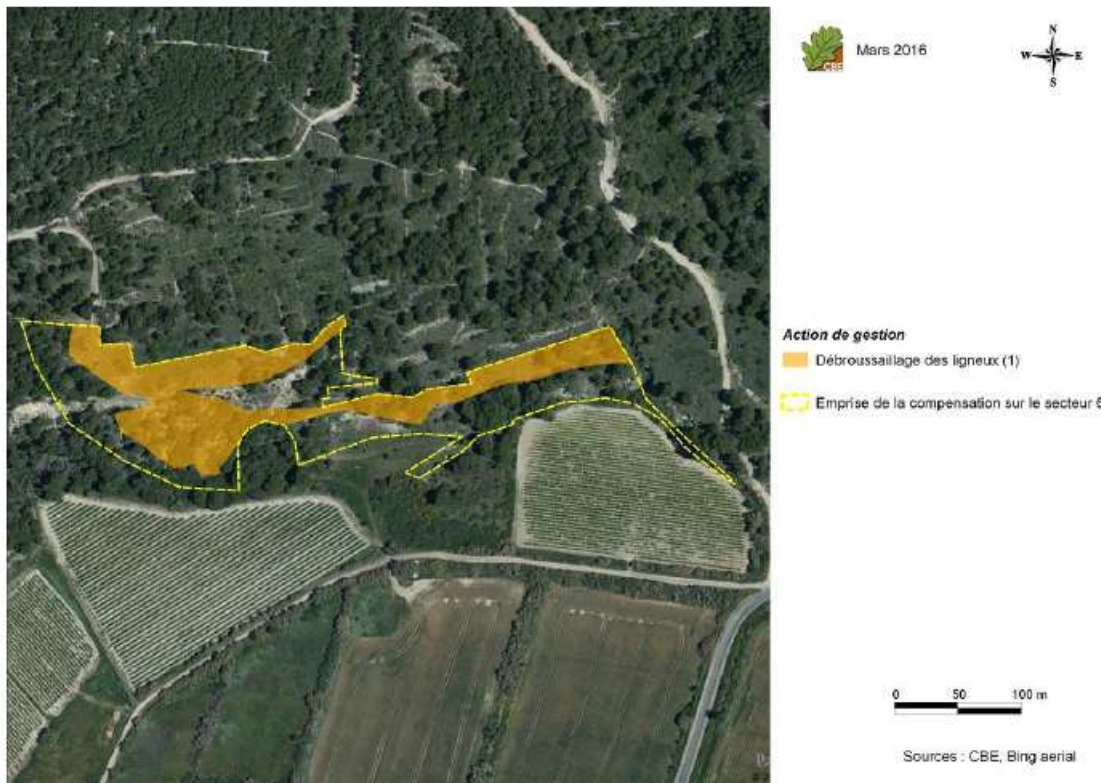 CBE
Mars 2016
N
W E
S
Action de gestion
Débroussaillage des ligneux (1)
Emprise de la compensation sur le secteur 6
0 50 100 m
Sources : CBE, Bing aerial